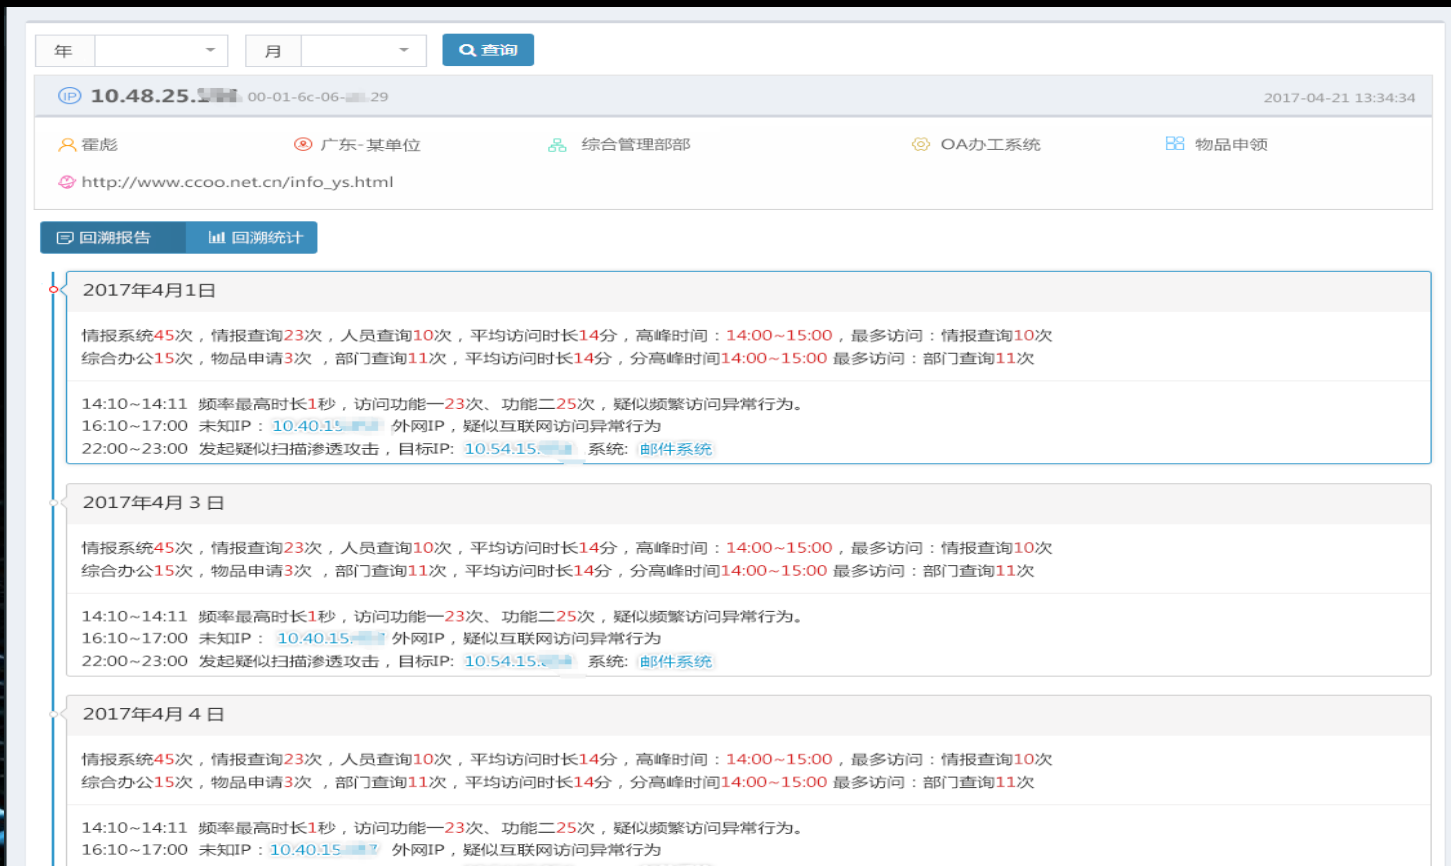 年 月 查询
IP 10.48.25. 00-01-6c-06- .29 2017-04-21 13:34:34
霍彪 广东-某单位 综合管理部部 OA办工系统 物品申领
http://www.ccoo.net.cn/info_ys.html
回溯报告 回溯统计
2017年4月1日
情报系统45次，情报查询23次，人员查询10次，平均访问时长14分，高峰时间：14:00~15:00，最多访问：情报查询10次
综合办公15次，物品申请3次 ，部门查询11次，平均访问时长14分，分高峰时间14:00~15:00 最多访问：部门查询11次
14:10~14:11 频率最高时长1秒，访问功能一23次、功能二25次，疑似频繁访问异常行为。
16:10~17:00 未知IP： 10.40.15. 外网IP，疑似互联网访问异常行为
22:00~23:00 发起疑似扫描渗透攻击，目标IP: 10.54.15. 系统: 邮件系统
2017年4月 3 日
情报系统45次，情报查询23次，人员查询10次，平均访问时长14分，高峰时间：14:00~15:00，最多访问：情报查询10次
综合办公15次，物品申请3次 ，部门查询11次，平均访问时长14分，分高峰时间14:00~15:00 最多访问：部门查询11次
14:10~14:11 频率最高时长1秒，访问功能一23次、功能二25次，疑似频繁访问异常行为。
16:10~17:00 未知IP： 10.40.15. 外网IP，疑似互联网访问异常行为
22:00~23:00 发起疑似扫描渗透攻击，目标IP: 10.54.15. 系统: 邮件系统
2017年4月 4 日
情报系统45次，情报查询23次，人员查询10次，平均访问时长14分，高峰时间：14:00~15:00，最多访问：情报查询10次
综合办公15次，物品申请3次 ，部门查询11次，平均访问时长14分，分高峰时间14:00~15:00 最多访问：部门查询11次
14:10~14:11 频率最高时长1秒，访问功能一23次、功能二25次，疑似频繁访问异常行为。
16:10~17:00 未知IP：10.40.15 外网IP，疑似互联网访问异常行为